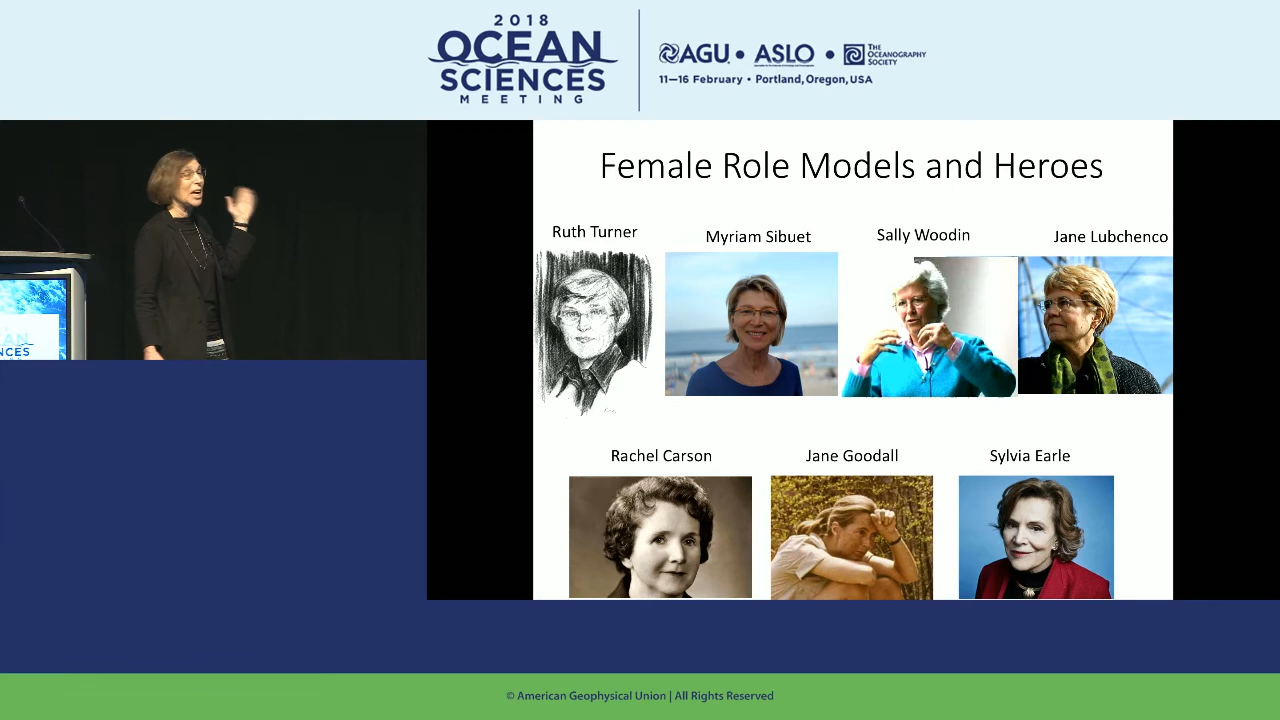 2018
OCEAN
SCIENCES
MEETING
AGU • ASLO • THE OCEANOGRAPHY SOCIETY
11—16 February • Portland, Oregon, USA
Female Role Models and Heroes
Ruth Turner
Myriam Sibuet
Sally Woodin
Jane Lubchenco
Rachel Carson
Jane Goodall
Sylvia Earle
© American Geophysical Union | All Rights Reserved